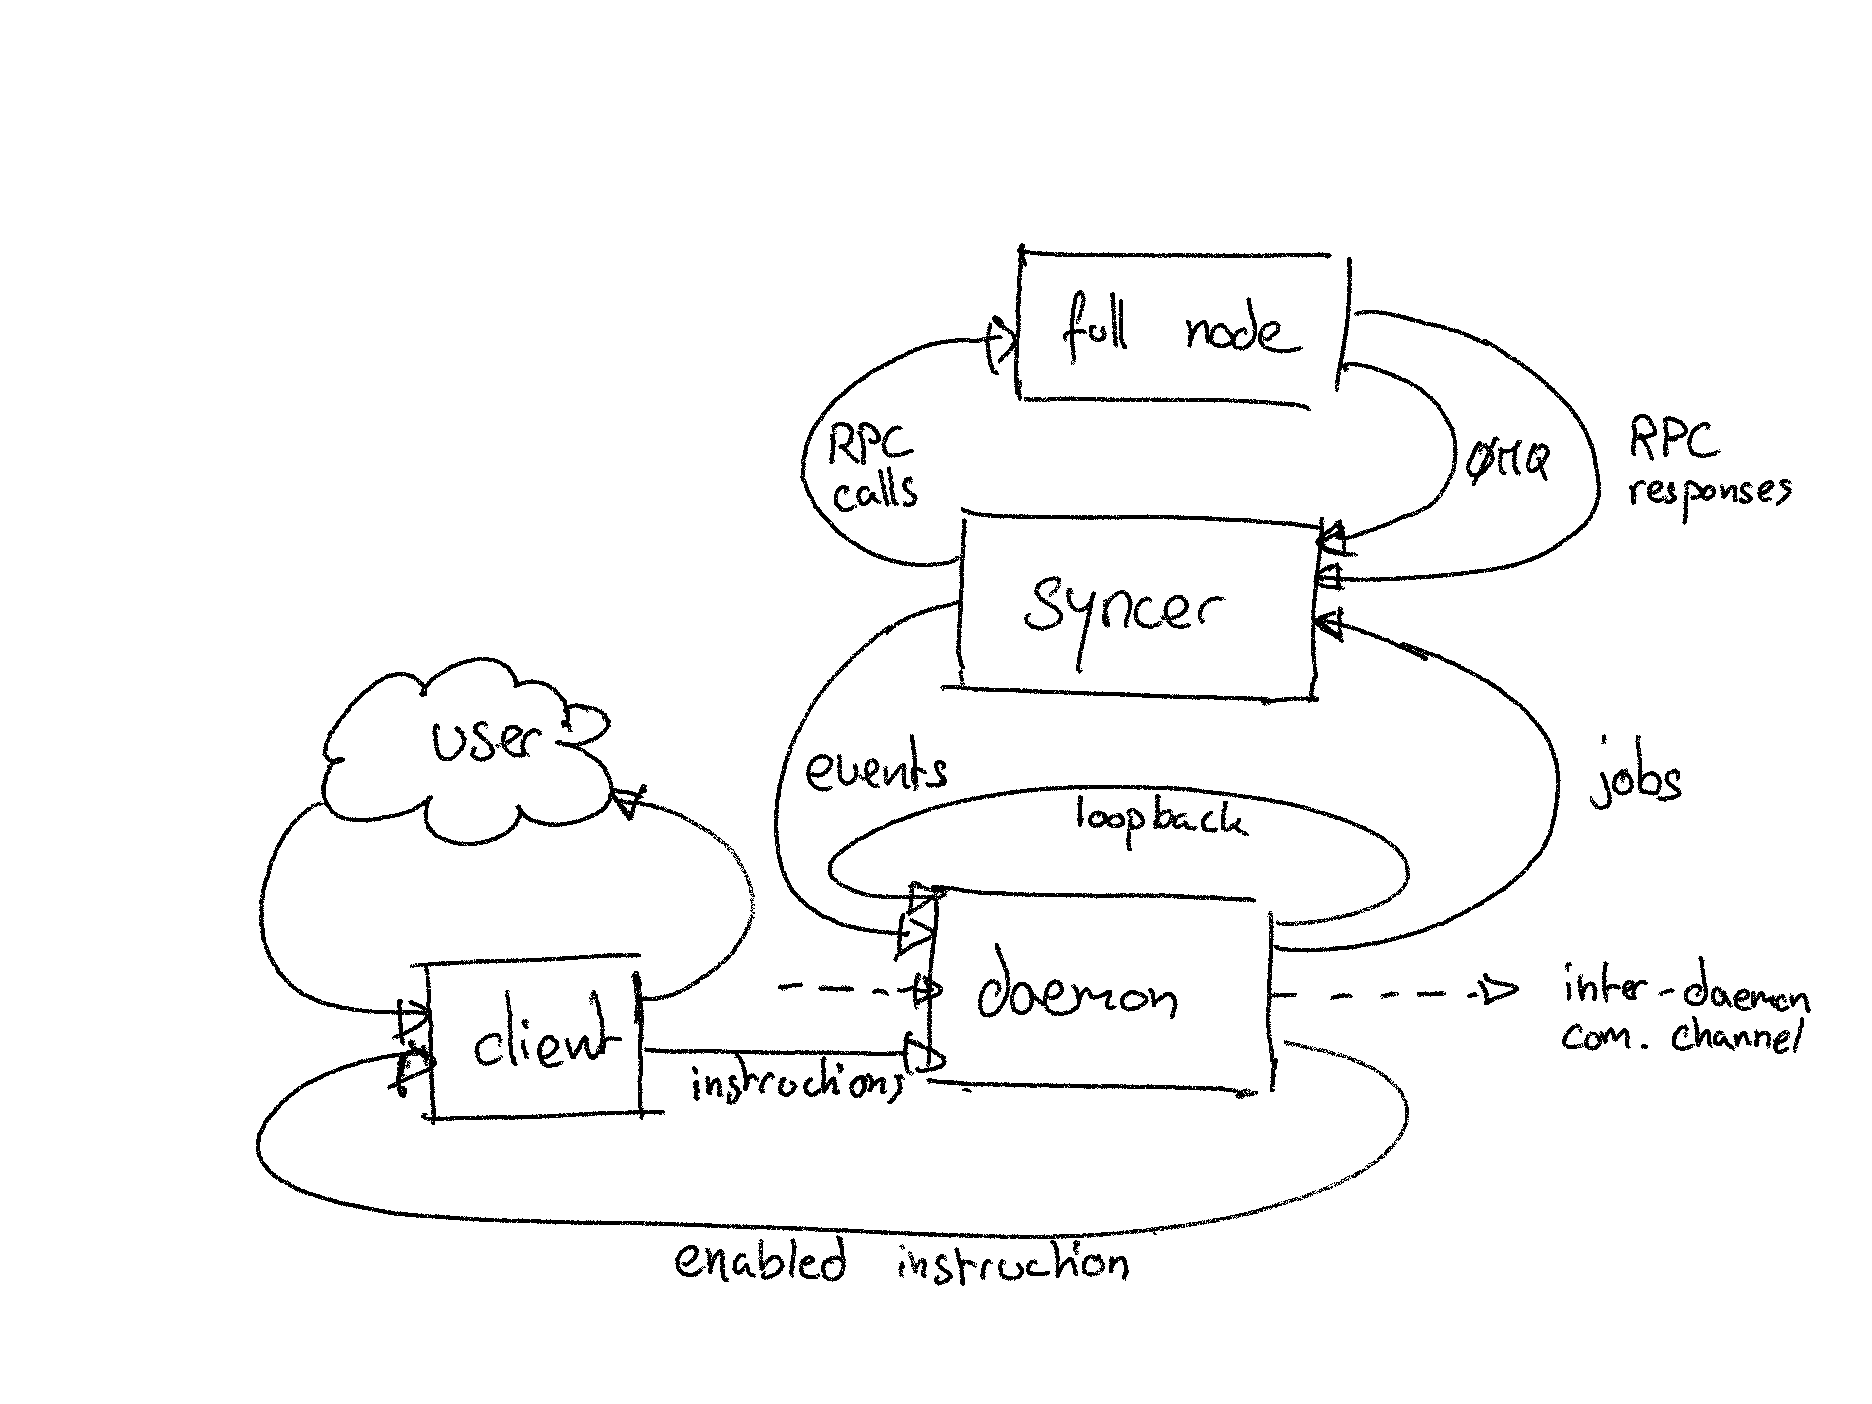 full node
RPC
calls
ØMQ
RPC
responses
syncer
user
events
jobs
loopback
daemon
inter-daemon
com. channel
client
instructions
enabled instruction